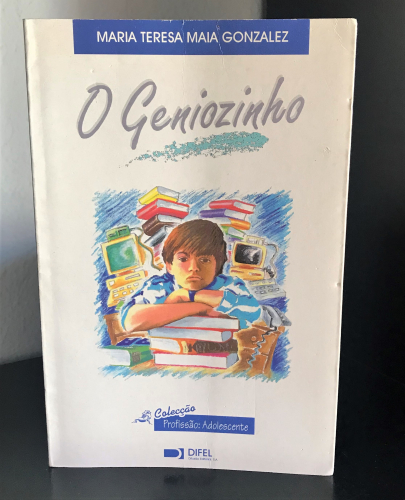 MARIA TERESA MAIA GONZALEZ
O Geniozinho
Colecção
Profissão: Adolescente
DIFEL